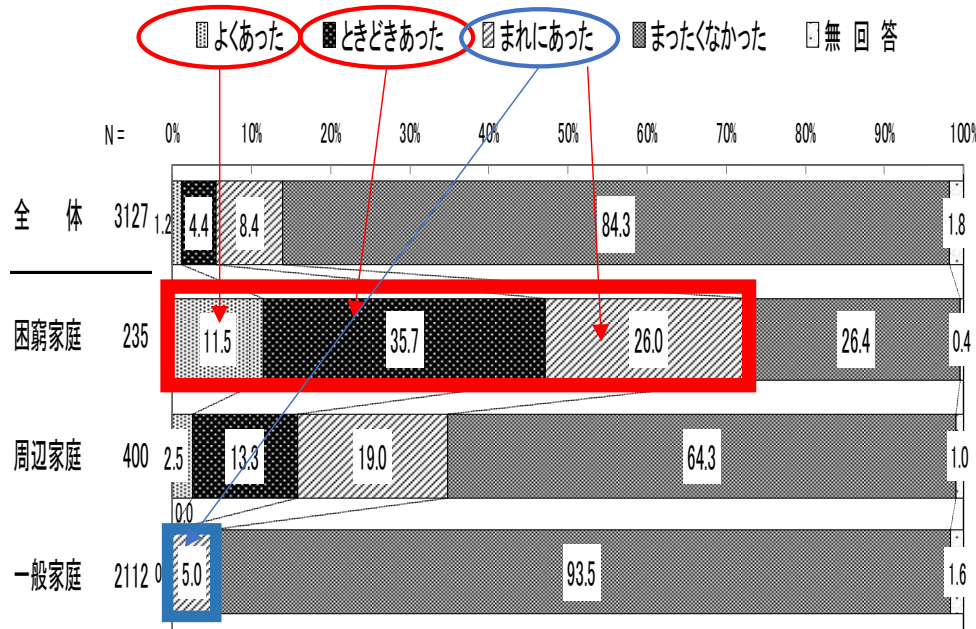 よくあった ときどきあった まれにあった まったくなかった 無 回 答
N = 0% 10% 20% 30% 40% 50% 60% 70% 80% 90% 100%
全 体 3127 1.2 4.4 8.4 84.3 1.8
困窮家庭 235 11.5 35.7 26.0 26.4 0.4
周辺家庭 400 2.5 13.3 19.0 64.3 1.0
0.0
一般家庭 2112 0 5.0 93.5 1.6